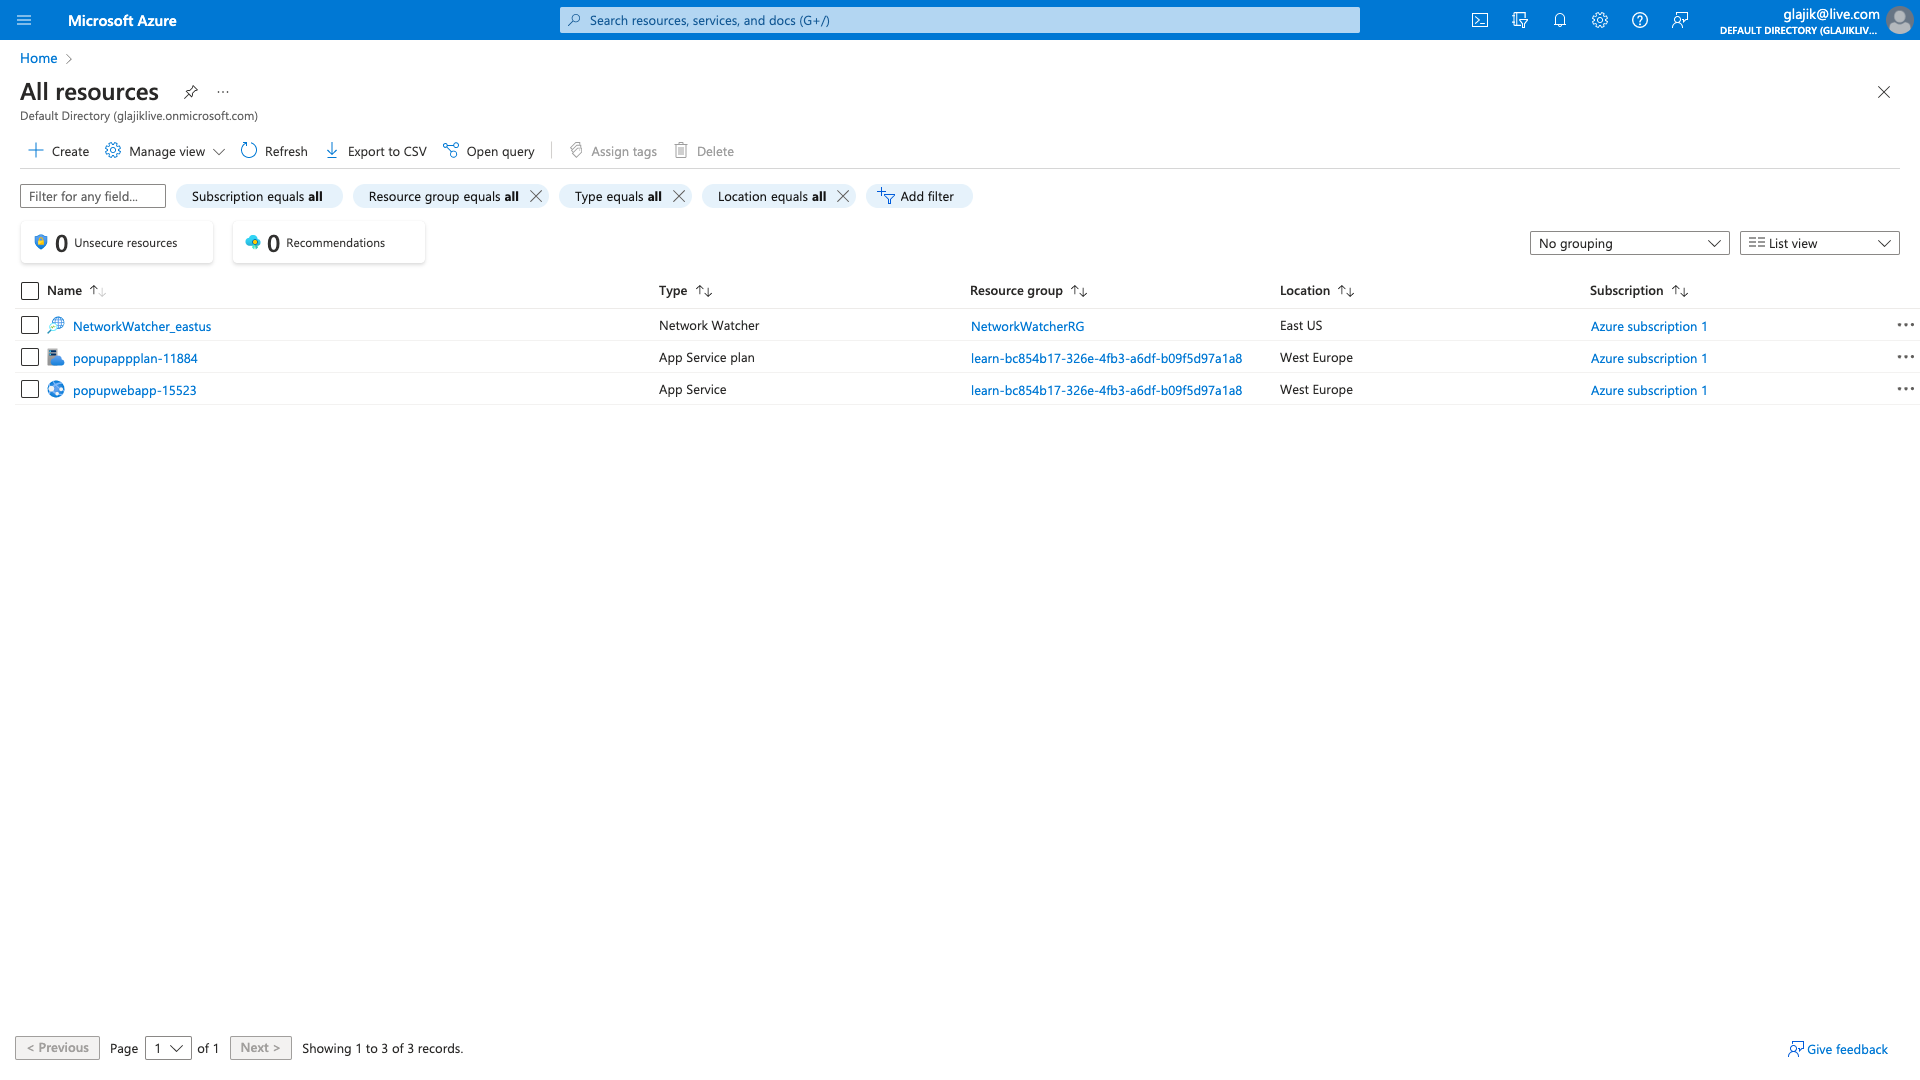 Microsoft Azure
Search resources, services, and docs (G+/)
glajik@live.com
DEFAULT DIRECTORY (GLAJIKLIV...
Home
All resources
Default Directory (glajiklive.onmicrosoft.com)
Create Manage view Refresh Export to CSV Open query Assign tags Delete
Filter for any field... Subscription equals all Resource group equals all Type equals all Location equals all Add filter
0 Unsecure resources 0 Recommendations No grouping List view
Name Type Resource group Location Subscription
NetworkWatcher_eastus Network Watcher NetworkWatcherRG East US Azure subscription 1
popupappplan-11884 App Service plan learn-bc854b17-326e-4fb3-a6df-b09f5d97a1a8 West Europe Azure subscription 1
popupwebapp-15523 App Service learn-bc854b17-326e-4fb3-a6df-b09f5d97a1a8 West Europe Azure subscription 1
< Previous Page 1 of 1 Next > Showing 1 to 3 of 3 records. Give feedback